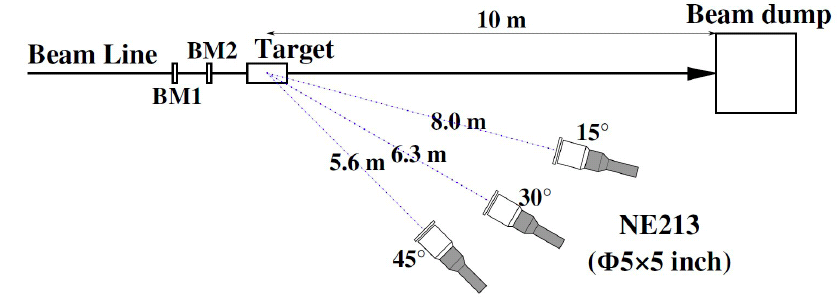 10 m
Beam dump
Beam Line
BM2
Target
BM1
8.0 m
15°
5.6 m
6.3 m
30°
NE213
45°
(Φ5×5 inch)